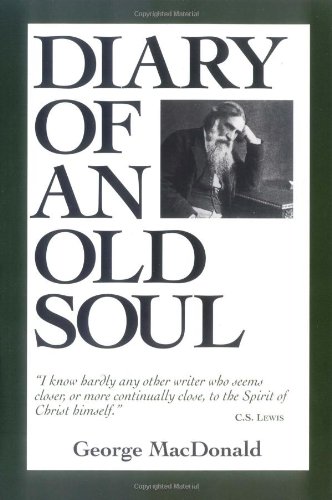 DIARY
OF
AN
OLD
SOUL
“I know hardly any other writer who seems
closer, or more continually close, to the Spirit of
Christ himself.”
C.S. Lewis
George MacDonald